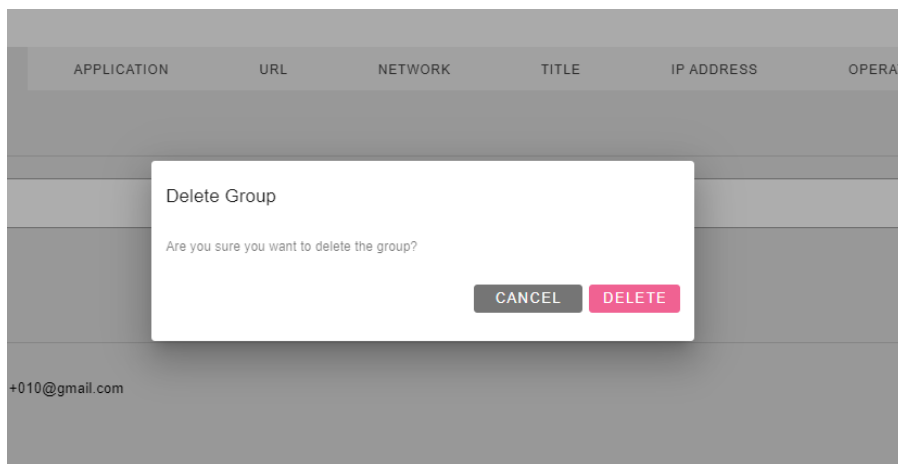 APPLICATION URL NETWORK TITLE IP ADDRESS OPERA
Delete Group
Are you sure you want to delete the group?
CANCEL DELETE
+010@gmail.com